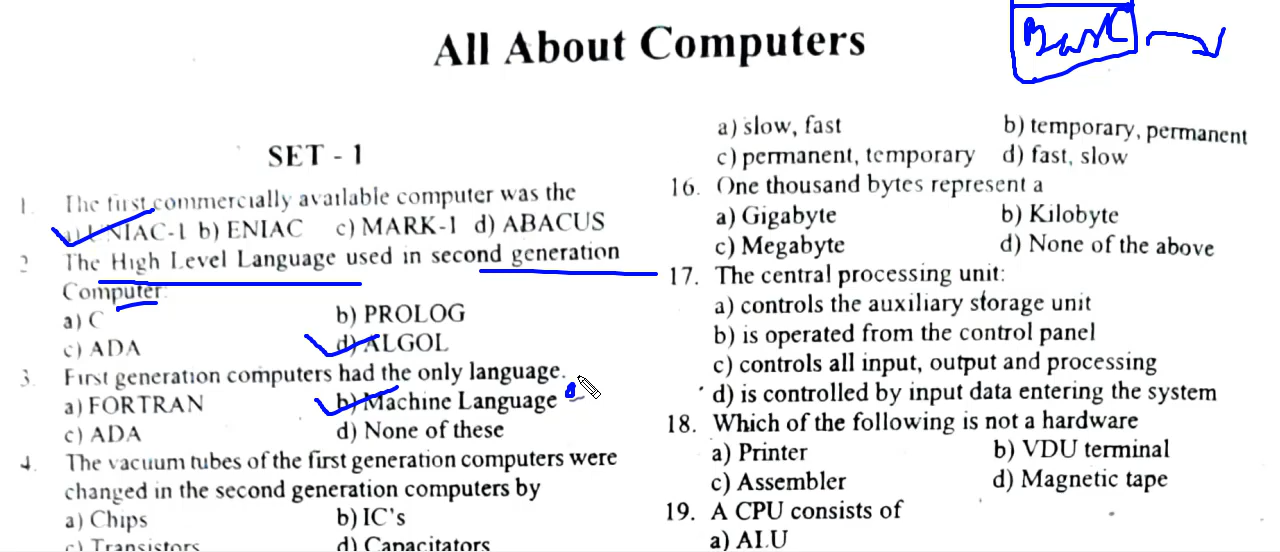 All About Computers
SET - 1
1. The first commercially available computer was the
a) UNIAC-1 b) ENIAC c) MARK-1 d) ABACUS
2 The High Level Language used in second generation
Computer
a) C b) PROLOG
c) ADA d) ALGOL
3. First generation computers had the only language.
a) FORTRAN b) Machine Language
c) ADA d) None of these
4. The vacuum tubes of the first generation computers were
changed in the second generation computers by
a) Chips b) IC's
c) Transistors d) Capacitators
a) slow, fast b) temporary, permanent
c) permanent, temporary d) fast, slow
16. One thousand bytes represent a
a) Gigabyte b) Kilobyte
c) Megabyte d) None of the above
17. The central processing unit:
a) controls the auxiliary storage unit
b) is operated from the control panel
c) controls all input, output and processing
d) is controlled by input data entering the system
18. Which of the following is not a hardware
a) Printer b) VDU terminal
c) Assembler d) Magnetic tape
19. A CPU consists of
a) ALU